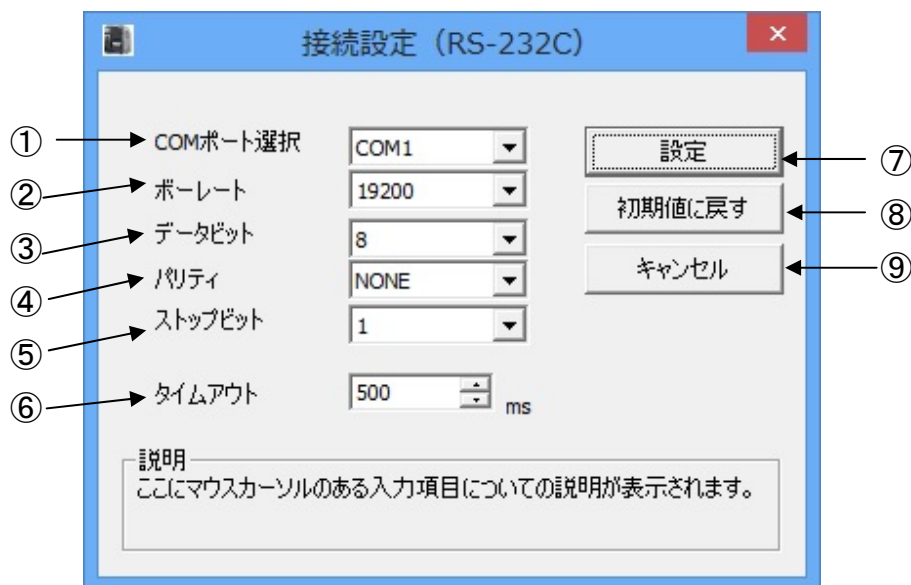 接続設定（RS-232C）
×
① COMポート選択 COM1
② ボーレート 19200
③ データビット 8
④ パリティ NONE
⑤ ストップビット 1
⑥ タイムアウト 500 ms
設定 ⑦
初期値に戻す ⑧
キャンセル ⑨
説明
ここにマウスカーソルのある入力項目についての説明が表示されます。